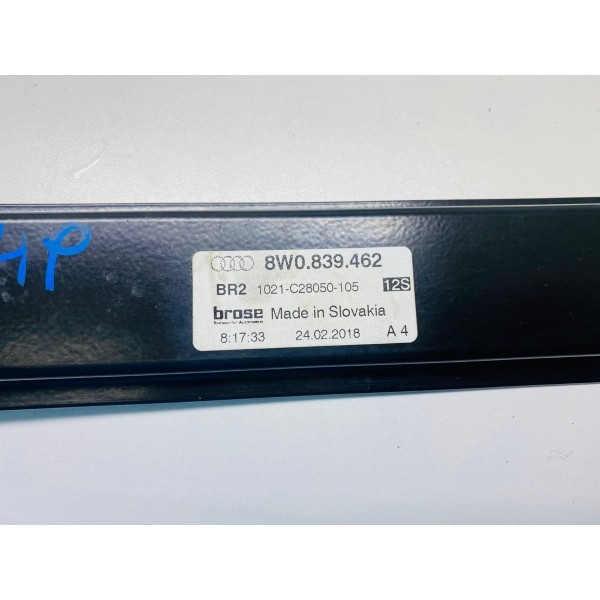 HP
8W0.839.462
BR2 1021-C28050-105 12S
brose Made in Slovakia
8:17:33 24.02.2018 A 4